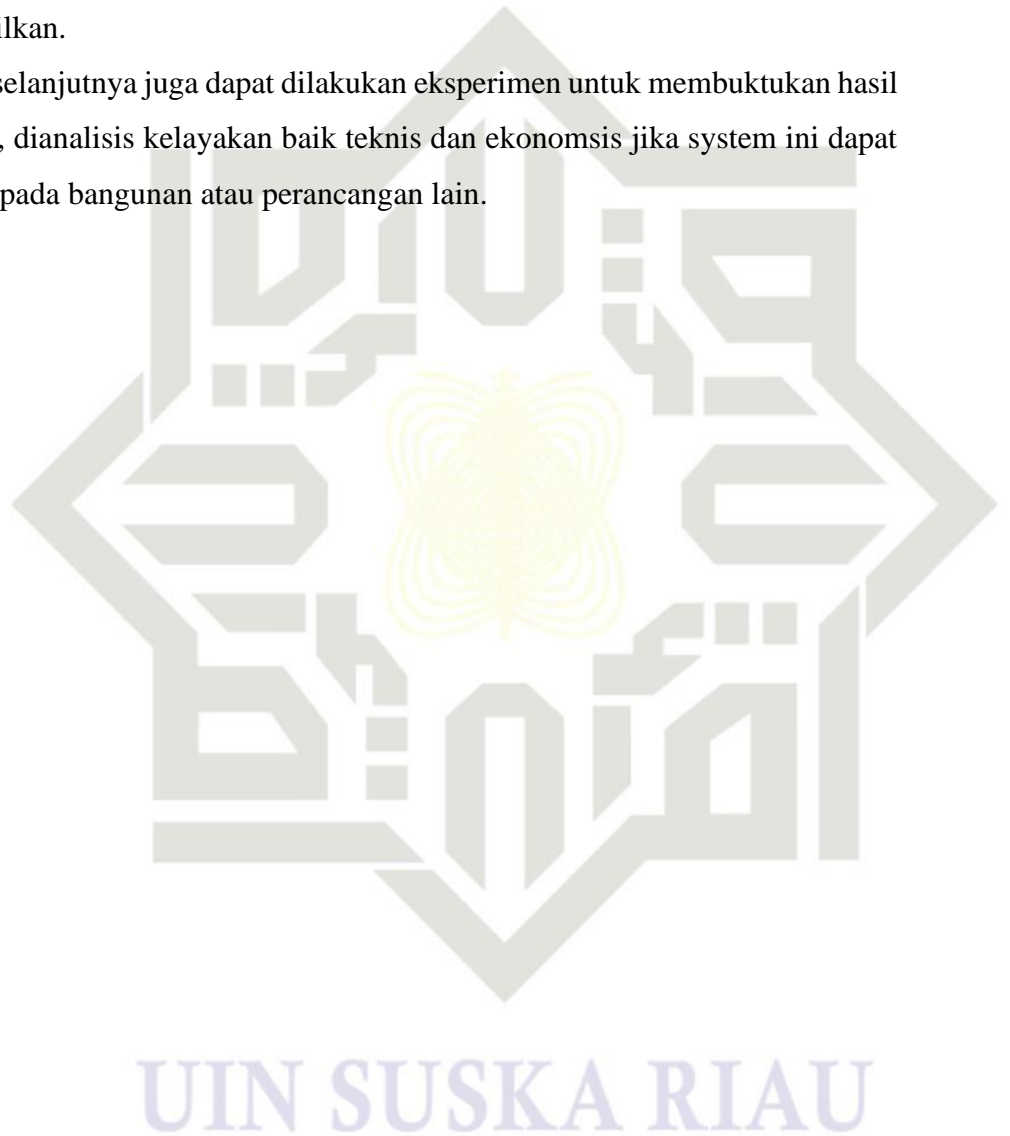 ilkan.
selanjutnya juga dapat dilakukan eksperimen untuk membuktukan hasil
, dianalisis kelayakan baik teknis dan ekonomsis jika system ini dapat
pada bangunan atau perancangan lain.
UIN SUSKA RIAU